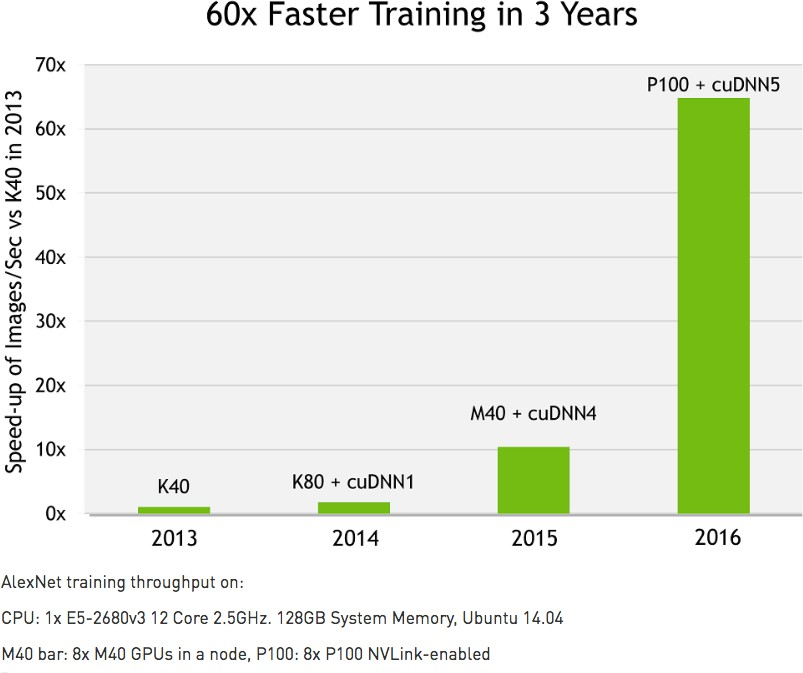 60x Faster Training in 3 Years
Speed-up of Images/Sec vs K40 in 2013
70x
60x
50x
40x
30x
20x
10x
0x
K40
K80 + cuDNN1
M40 + cuDNN4
P100 + cuDNN5
2013
2014
2015
2016
AlexNet training throughput on:
CPU: 1x E5-2680v3 12 Core 2.5GHz. 128GB System Memory, Ubuntu 14.04
M40 bar: 8x M40 GPUs in a node, P100: 8x P100 NVLink-enabled